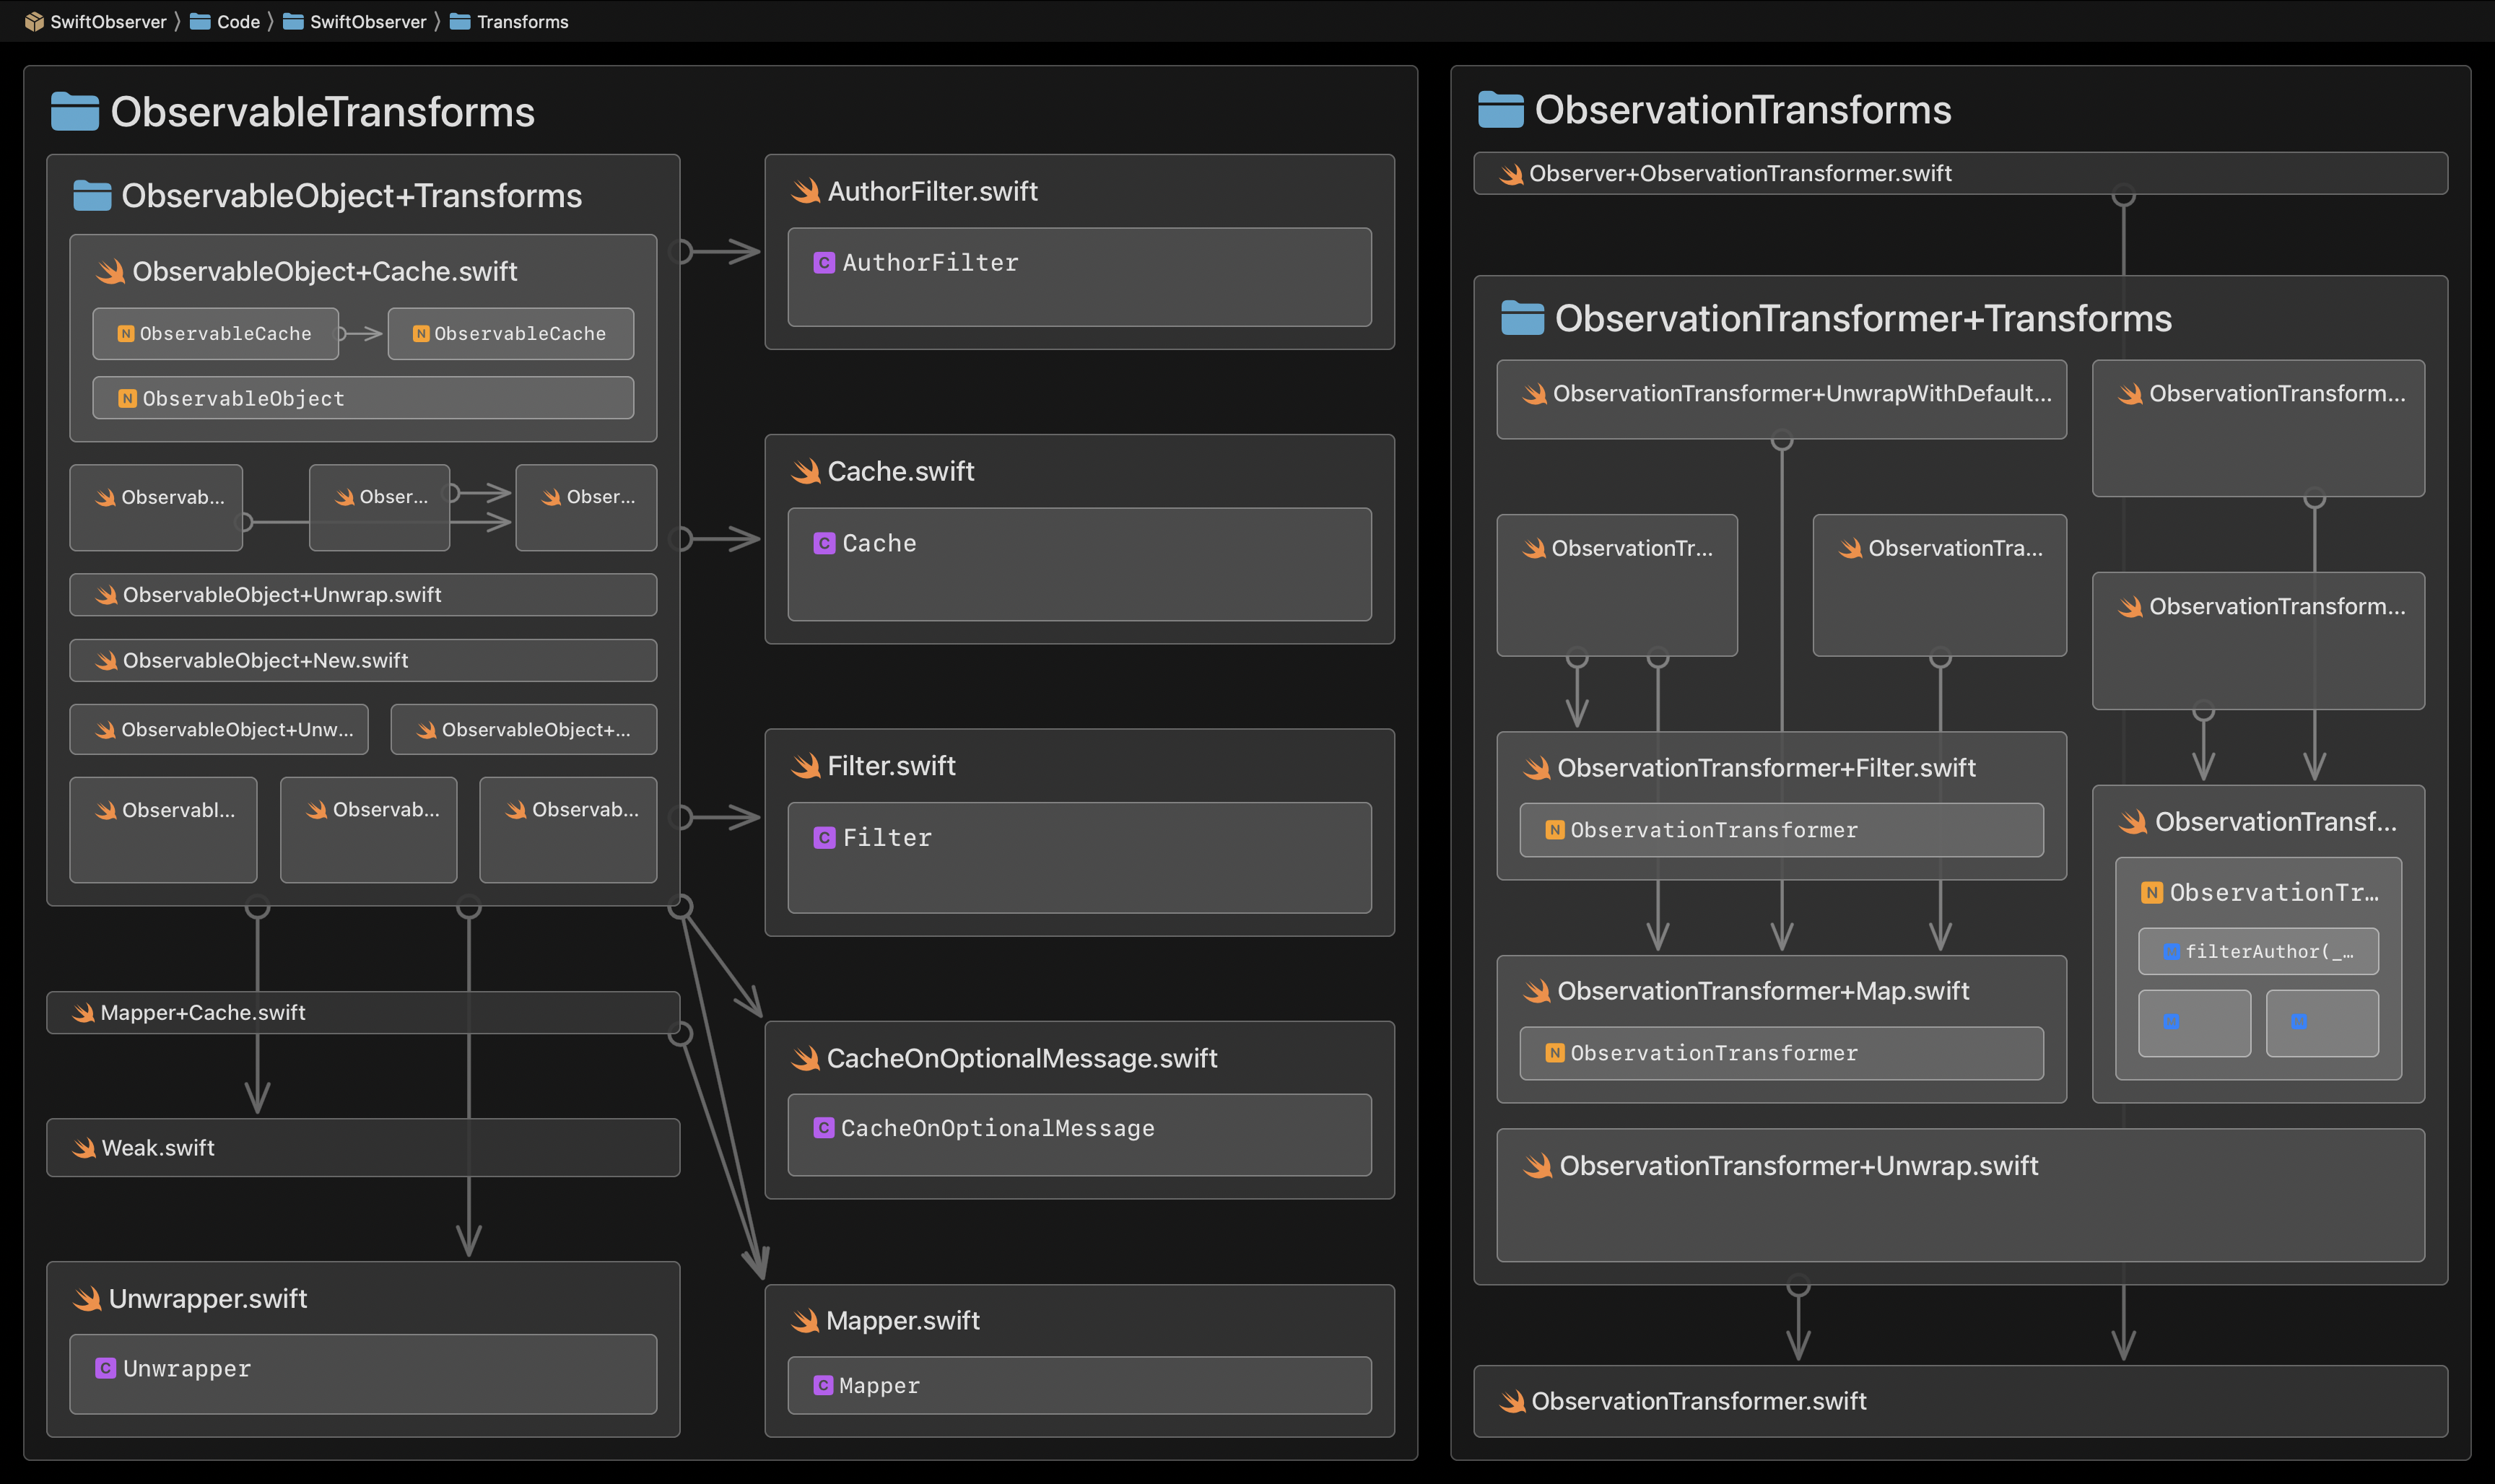 SwiftObserver 〉 Code 〉 SwiftObserver 〉 Transforms
ObservableTransforms
ObservableObject+Transforms
ObservableObject+Cache.swift
N ObservableCache
N ObservableCache
N ObservableObject
Observab...
Obser...
Obser...
ObservableObject+Unwrap.swift
ObservableObject+New.swift
ObservableObject+Unw...
ObservableObject+...
Observabl...
Observab...
Observab...
Mapper+Cache.swift
Weak.swift
Unwrapper.swift
C Unwrapper
AuthorFilter.swift
C AuthorFilter
Cache.swift
C Cache
Filter.swift
C Filter
CacheOnOptionalMessage.swift
C CacheOnOptionalMessage
Mapper.swift
C Mapper
ObservationTransforms
Observer+ObservationTransformer.swift
ObservationTransformer+Transforms
ObservationTransformer+UnwrapWithDefault...
ObservationTransform...
ObservationTr...
ObservationTra...
ObservationTransform...
ObservationTransformer+Filter.swift
N ObservationTransformer
ObservationTransf...
N ObservationTr...
filterAuthor(_...
ObservationTransformer+Map.swift
N ObservationTransformer
ObservationTransformer+Unwrap.swift
ObservationTransformer.swift